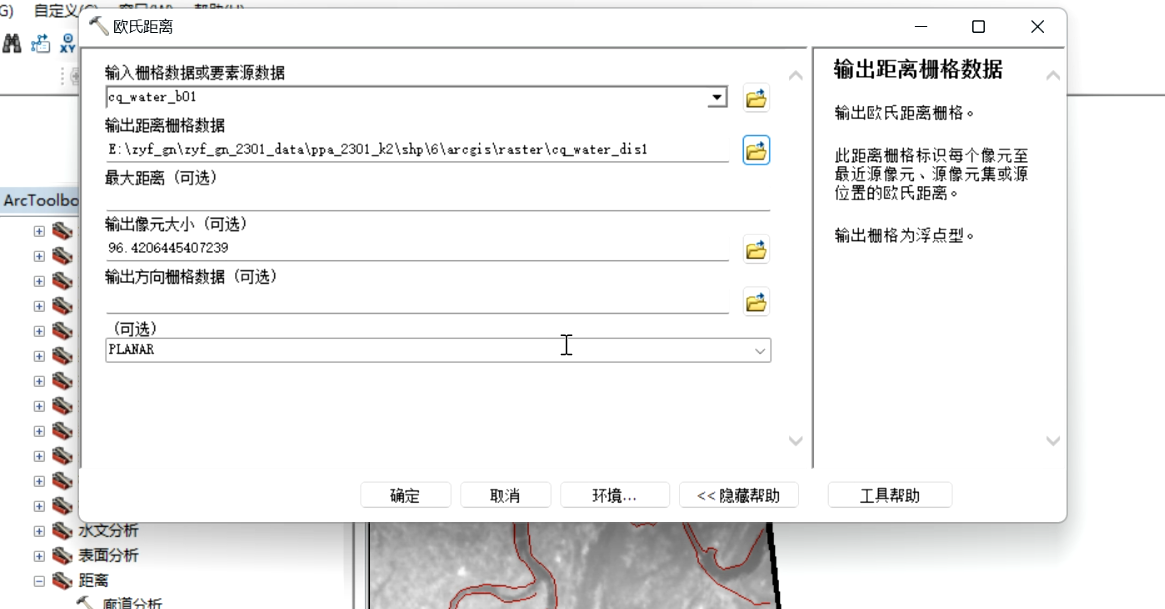 自定义(C)
欧氏距离
XY
输入栅格数据或要素源数据
cq_water_b01
输出距离栅格数据
E:\zyf_gn\zyf_gn_2301_data\ppa_2301_k2\shp\6\arcgis\raster\cq_water_dis1
最大距离（可选）
输出像元大小（可选）
96.4206445407239
输出方向栅格数据（可选）
（可选）
PLANAR
确定
取消
环境...
<< 隐藏帮助
工具帮助
输出距离栅格数据
输出欧氏距离栅格。
此距离栅格标识每个像元至
最近源像元、源像元集或源
位置的欧氏距离。
输出栅格为浮点型。
ArcToolbo
水文分析
表面分析
距离
廊道分析